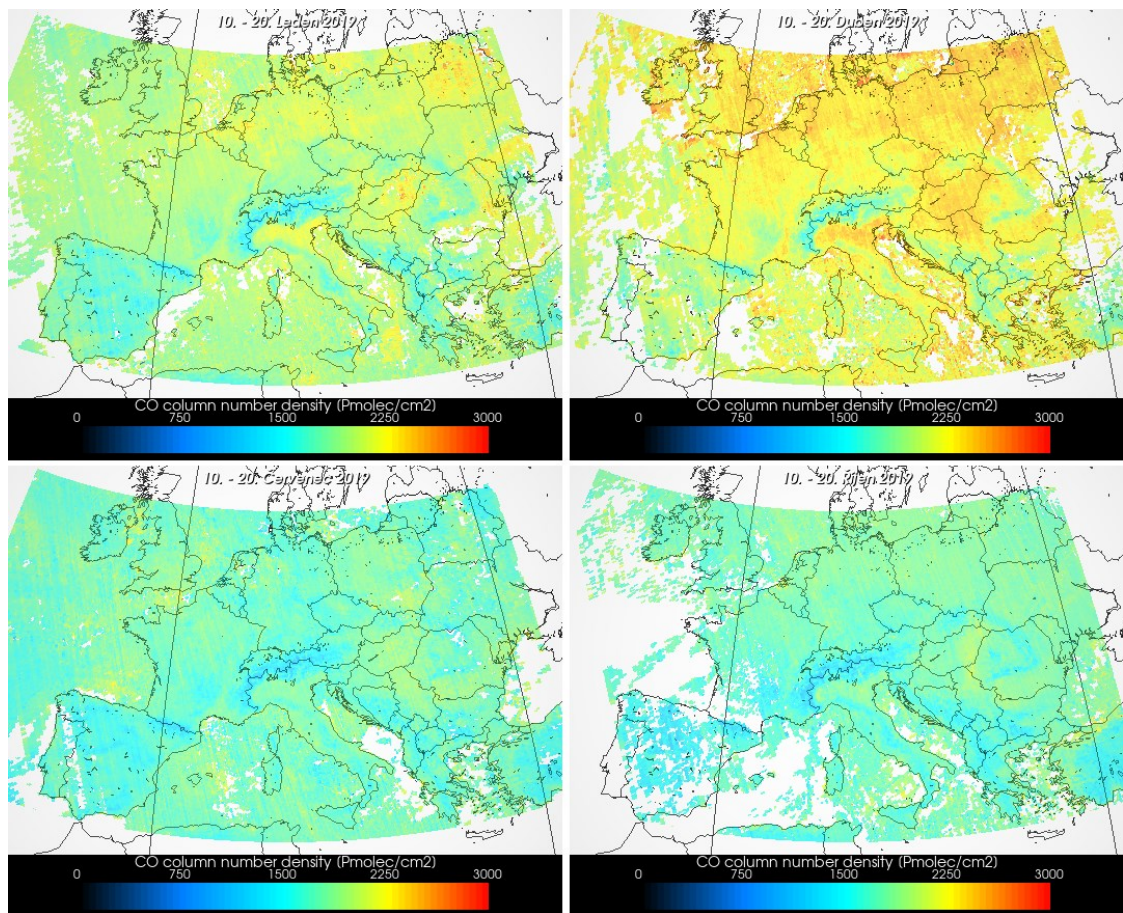 10. - 20. Leden 2019
CO column number density [Pmolec/cm2]
0 750 1500 2250 3000
10. - 20. Duben 2019
CO column number density [Pmolec/cm2]
0 750 1500 2250 3000
10. - 20. Červenec 2019
CO column number density [Pmolec/cm2]
0 750 1500 2250 3000
10. - 20. Říjen 2019
CO column number density [Pmolec/cm2]
0 750 1500 2250 3000